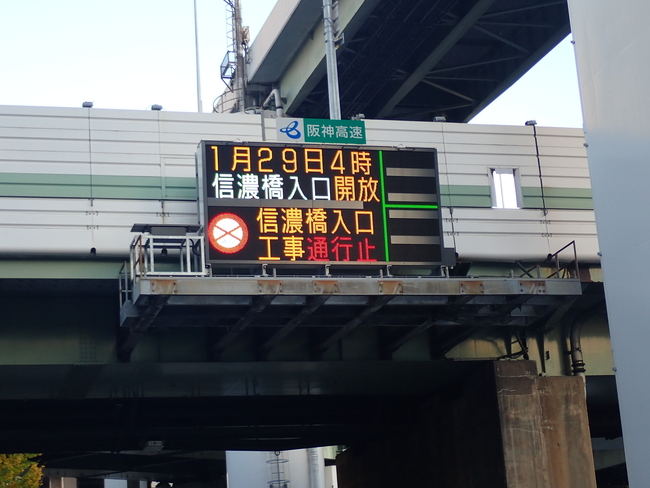 阪神高速
1月29日4時
信濃橋入口開放
信濃橋入口
工事通行止